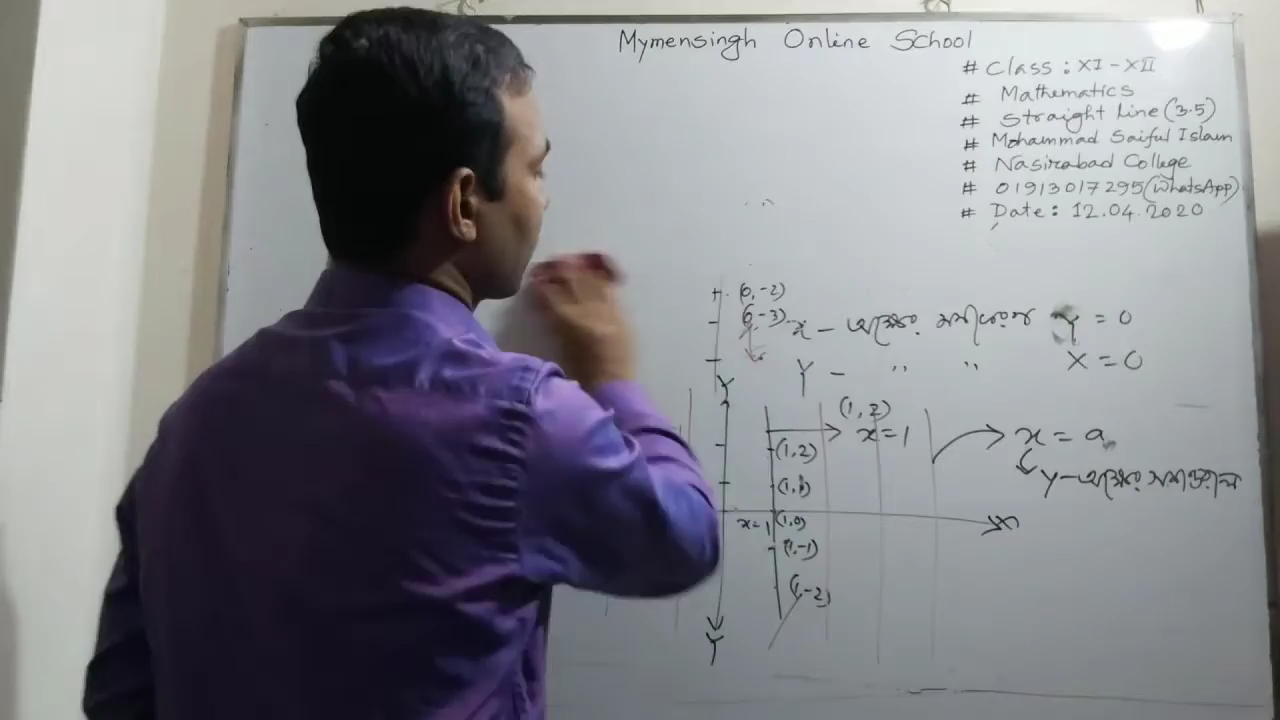 Mymensingh Online School
# Class : XI - XII
# Mathematics
# Straight Line (3.5)
# Mohammad Saiful Islam
# Nasirabad College
# 01913017295 (WhatsApp)
# Date : 12.04.2020
(0,-2)
(0,-3)
x - অক্ষের সমীকরণ Y = 0
Y - " " X = 0
Y
(1,2)
x = 1
x = a
(1,2)
Y - অক্ষের সমান্তরাল
(1,1)
x = 1
(1,0)
X
(1,-1)
(1,-2)
Y